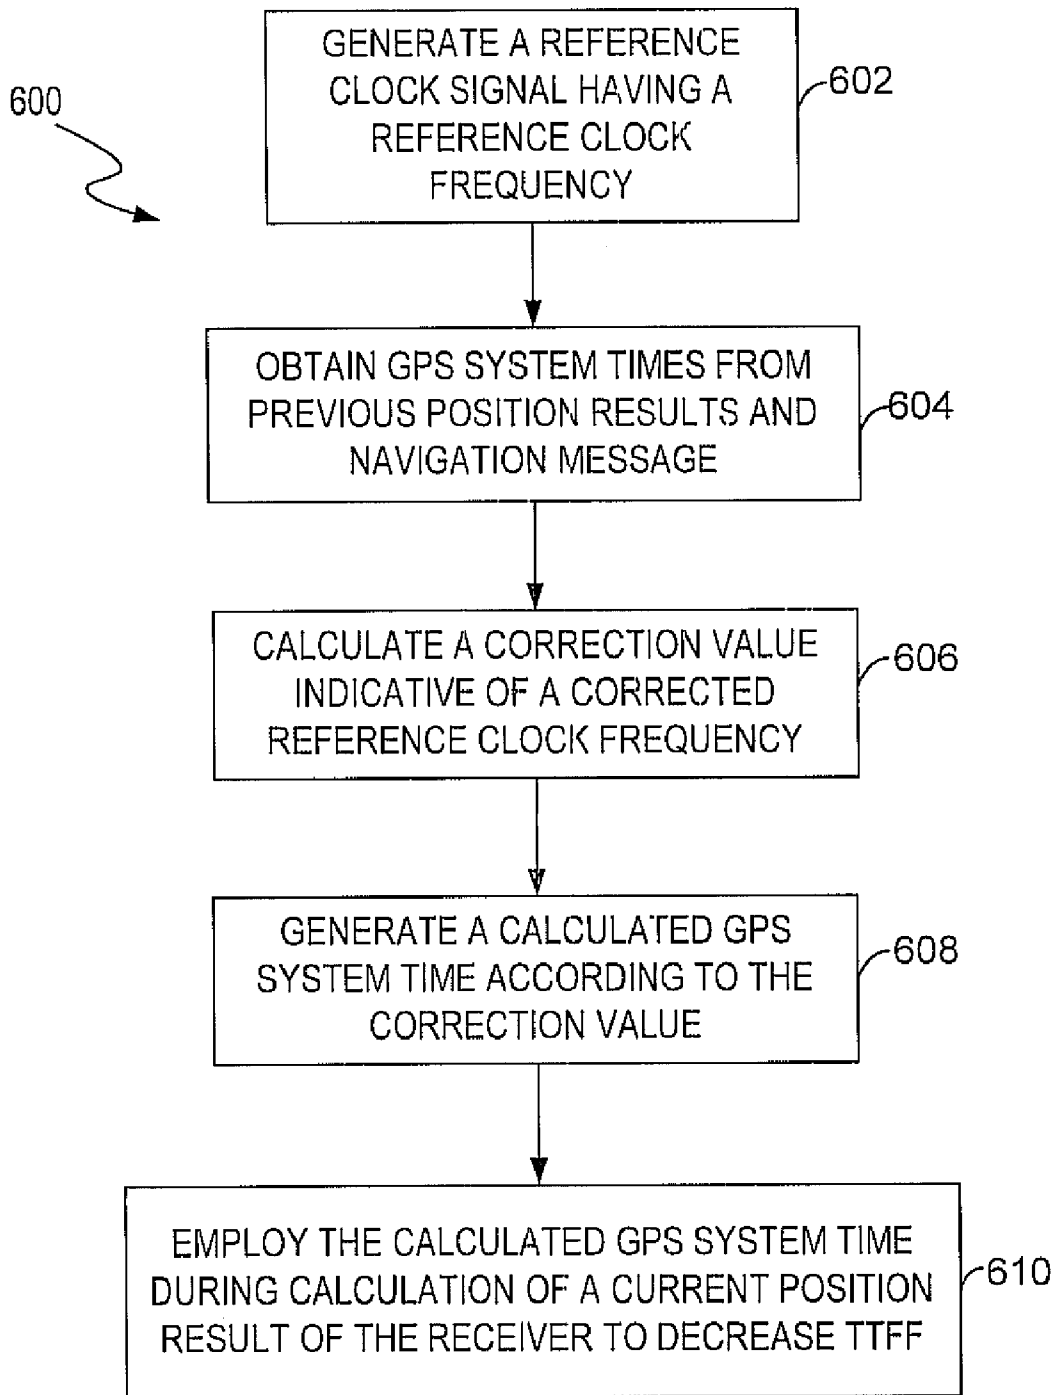 600
GENERATE A REFERENCE
CLOCK SIGNAL HAVING A
REFERENCE CLOCK
FREQUENCY
602
OBTAIN GPS SYSTEM TIMES FROM
PREVIOUS POSITION RESULTS AND
NAVIGATION MESSAGE
604
CALCULATE A CORRECTION VALUE
INDICATIVE OF A CORRECTED
REFERENCE CLOCK FREQUENCY
606
GENERATE A CALCULATED GPS
SYSTEM TIME ACCORDING TO THE
CORRECTION VALUE
608
EMPLOY THE CALCULATED GPS SYSTEM TIME
DURING CALCULATION OF A CURRENT POSITION
RESULT OF THE RECEIVER TO DECREASE TTFF
610